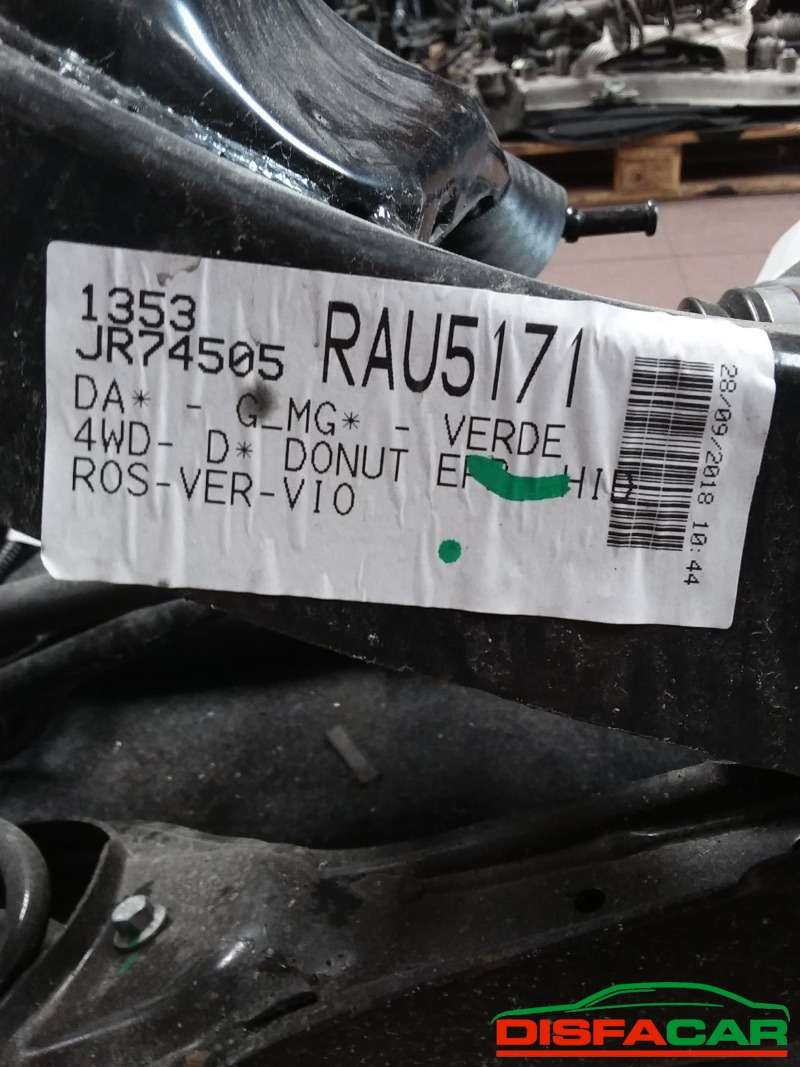 1353
JR74505 RAU5171
DA* - G_MG* - VERDE
4WD- D* DONUT
ROS-VER-VIO
28/09/2018 10:44
DISFACAR